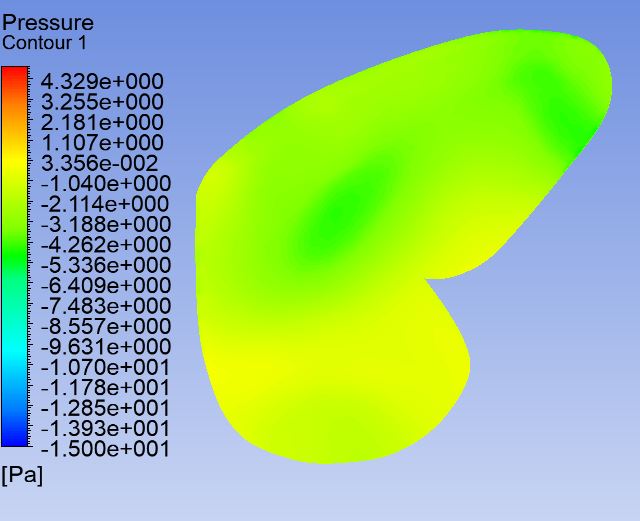 Pressure
Contour 1
4.329e+000
3.255e+000
2.181e+000
1.107e+000
3.356e-002
-1.040e+000
-2.114e+000
-3.188e+000
-4.262e+000
-5.336e+000
-6.409e+000
-7.483e+000
-8.557e+000
-9.631e+000
-1.070e+001
-1.178e+001
-1.285e+001
-1.393e+001
-1.500e+001
[Pa]